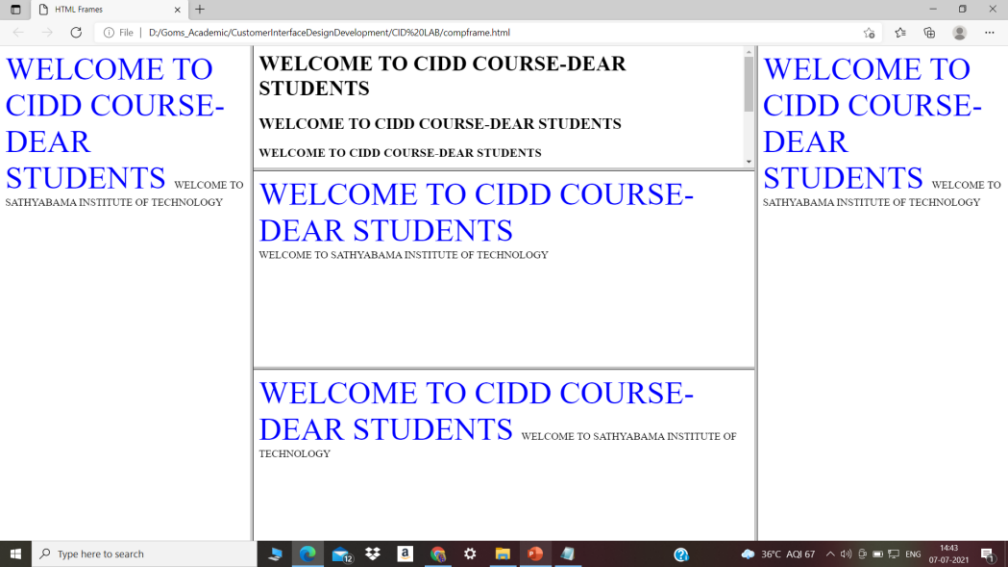 HTML Frames
File | D:/Goms_Academic/CustomerInterfaceDesignDevelopment/CID%20LAB/compframe.html
WELCOME TO
CIDD COURSE-
DEAR
STUDENTS WELCOME TO
SATHYABAMA INSTITUTE OF TECHNOLOGY
WELCOME TO CIDD COURSE-DEAR
STUDENTS
WELCOME TO CIDD COURSE-DEAR STUDENTS
WELCOME TO CIDD COURSE-DEAR STUDENTS
WELCOME TO CIDD COURSE-
DEAR STUDENTS
WELCOME TO SATHYABAMA INSTITUTE OF TECHNOLOGY
WELCOME TO CIDD COURSE-
DEAR STUDENTS WELCOME TO SATHYABAMA INSTITUTE OF
TECHNOLOGY
WELCOME TO
CIDD COURSE-
DEAR
STUDENTS WELCOME TO
SATHYABAMA INSTITUTE OF TECHNOLOGY
Type here to search
12
a
36°C AQI 67
ENG
14:43
07-07-2021
1